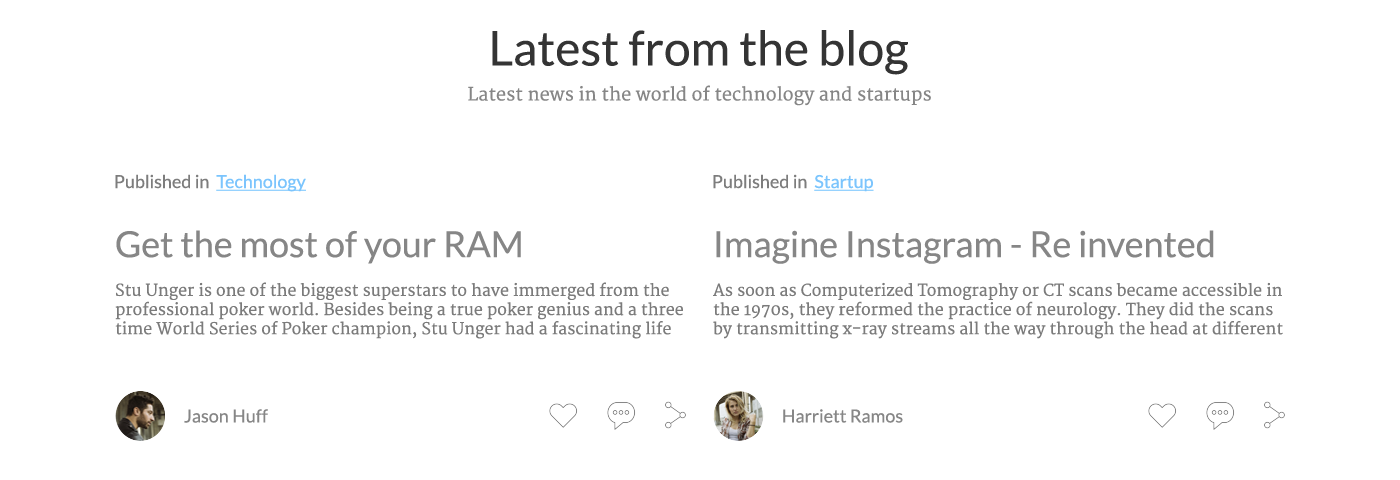 Latest from the blog
Latest news in the world of technology and startups
Published in Technology
Get the most of your RAM
Stu Unger is one of the biggest superstars to have immerged from the
professional poker world. Besides being a true poker genius and a three
time World Series of Poker champion, Stu Unger had a fascinating life
Jason Huff
Published in Startup
Imagine Instagram - Re invented
As soon as Computerized Tomography or CT scans became accessible in
the 1970s, they reformed the practice of neurology. They did the scans
by transmitting x-ray streams all the way through the head at different
Harriett Ramos